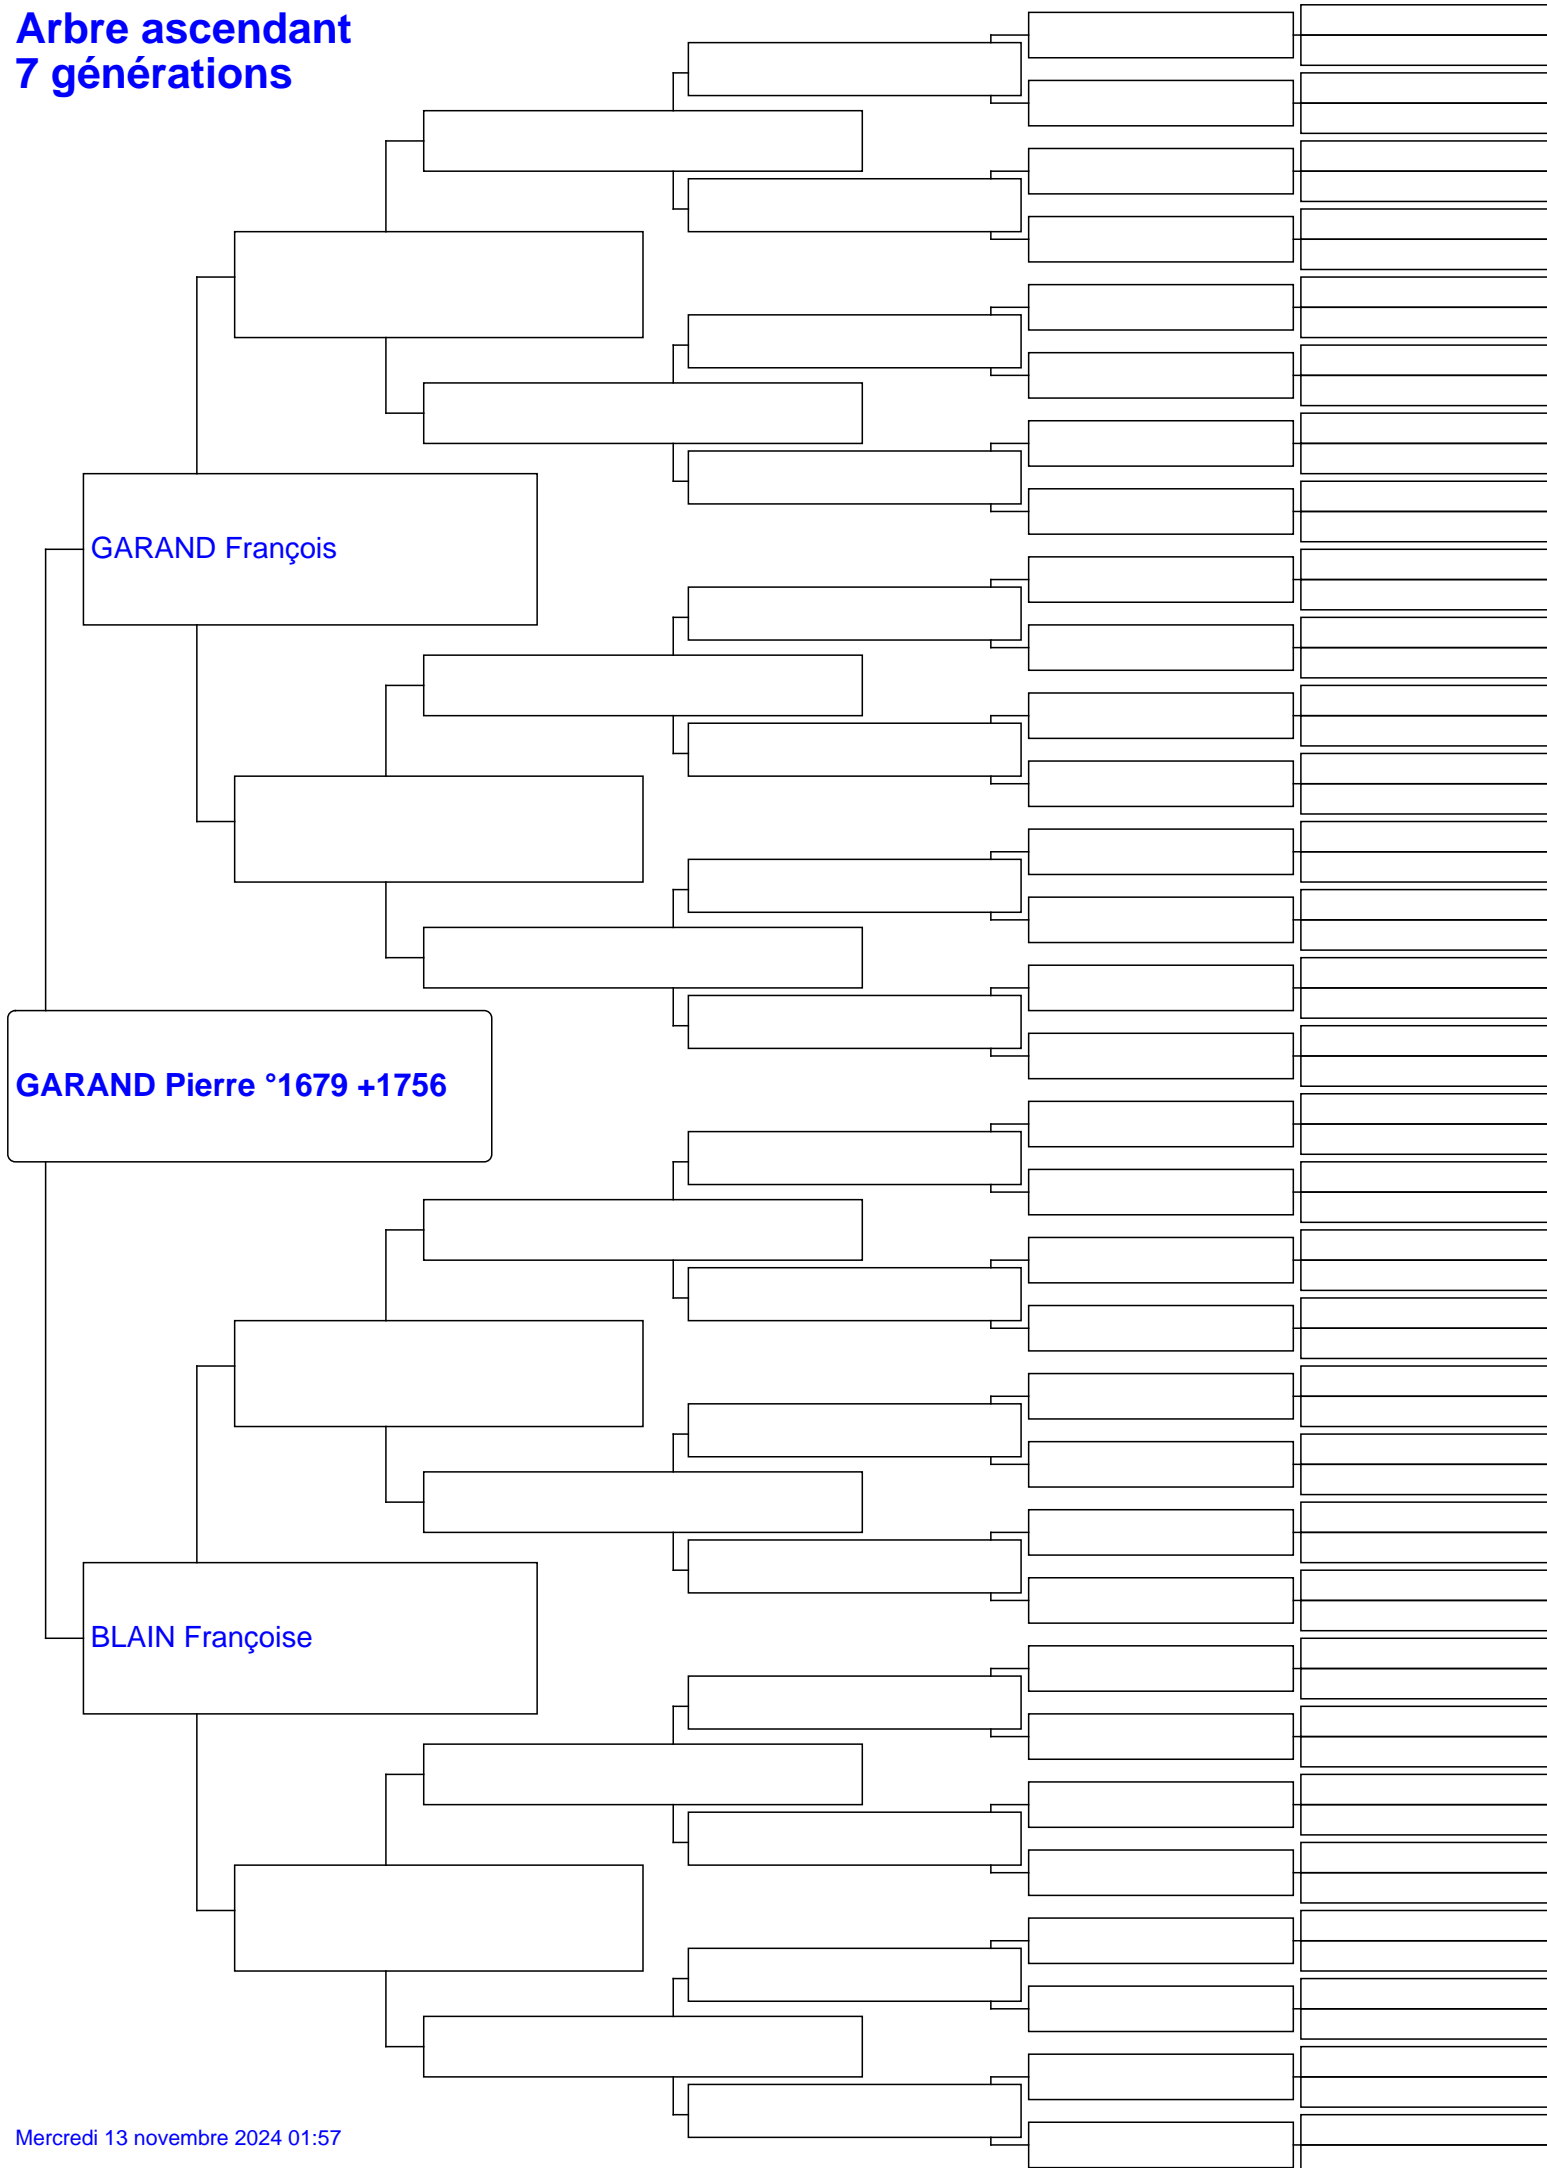 Arbre ascendant
7 générations
GARAND François
GARAND Pierre °1679 +1756
BLAIN Françoise
Mercredi 13 novembre 2024 01:57